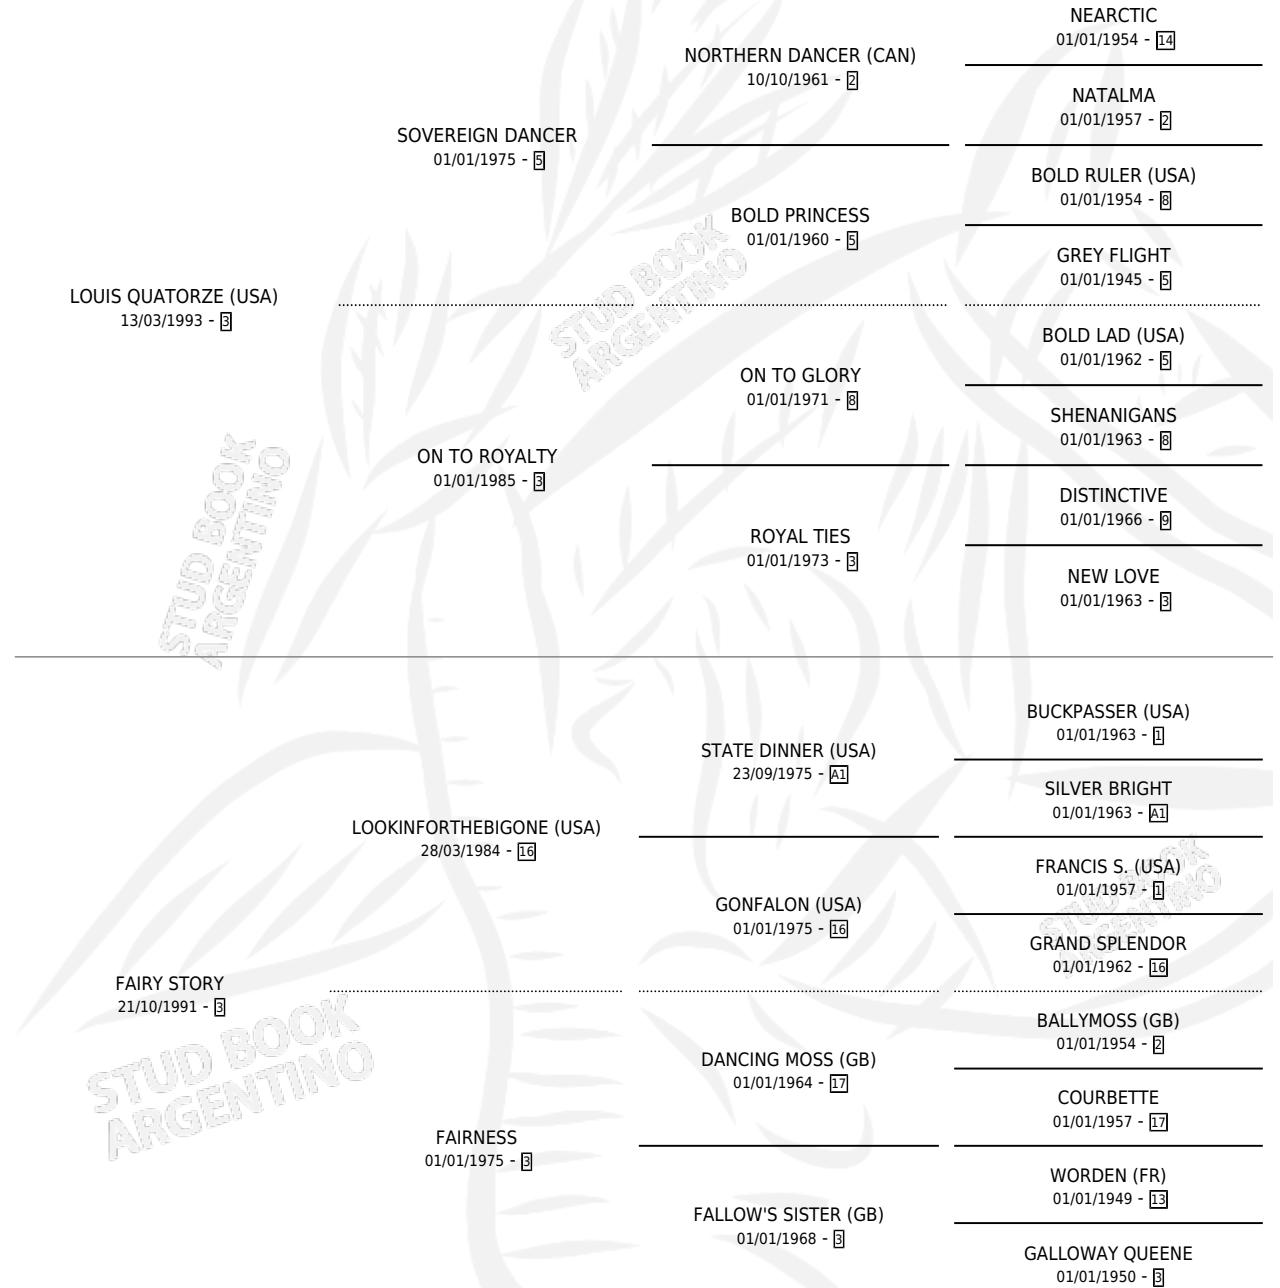 NEARCTIC
01/01/1954 - 14
NORTHERN DANCER (CAN)
10/10/1961 - 2
NATALMA
01/01/1957 - 2
SOVEREIGN DANCER
01/01/1975 - 5
BOLD RULER (USA)
01/01/1954 - 8
BOLD PRINCESS
01/01/1960 - 5
GREY FLIGHT
01/01/1945 - 5
LOUIS QUATORZE (USA)
13/03/1993 - 3
STUD BOOK
ARGENTINO
BOLD LAD (USA)
01/01/1962 - 5
ON TO GLORY
01/01/1971 - 8
SHENANIGANS
01/01/1963 - 8
ON TO ROYALTY
01/01/1985 - 3
DISTINCTIVE
01/01/1966 - 9
ROYAL TIES
01/01/1973 - 3
NEW LOVE
01/01/1963 - 3
STUD BOOK
ARGENTINO
BUCKPASSER (USA)
01/01/1963 - 1
STATE DINNER (USA)
23/09/1975 - A1
SILVER BRIGHT
01/01/1963 - A1
LOOKINFORTHEBIGONE (USA)
28/03/1984 - 16
FRANCIS S. (USA)
01/01/1957 - 1
GONFALON (USA)
01/01/1975 - 16
GRAND SPLENDOR
01/01/1962 - 16
STUD BOOK
ARGENTINO
FAIRY STORY
21/10/1991 - 3
BALLYMOSS (GB)
01/01/1954 - 2
DANCING MOSS (GB)
01/01/1964 - 17
COURBETTE
01/01/1957 - 17
STUD BOOK
ARGENTINO
FAIRNESS
01/01/1975 - 3
WORDEN (FR)
01/01/1949 - 13
FALLOW'S SISTER (GB)
01/01/1968 - 3
GALLOWAY QUEENE
01/01/1950 - 3